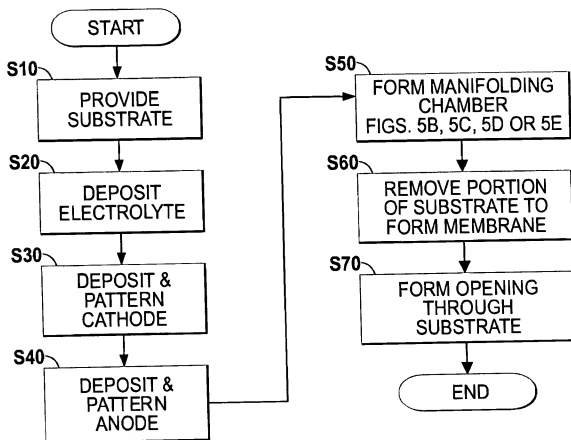 START
S10
PROVIDE
SUBSTRATE
S20
DEPOSIT
ELECTROLYTE
S30
DEPOSIT &
PATTERN
CATHODE
S40
DEPOSIT &
PATTERN
ANODE
S50
FORM MANIFOLDING
CHAMBER
FIGS. 5B, 5C, 5D OR 5E
S60
REMOVE PORTION
OF SUBSTRATE TO
FORM MEMBRANE
S70
FORM OPENING
THROUGH
SUBSTRATE
END